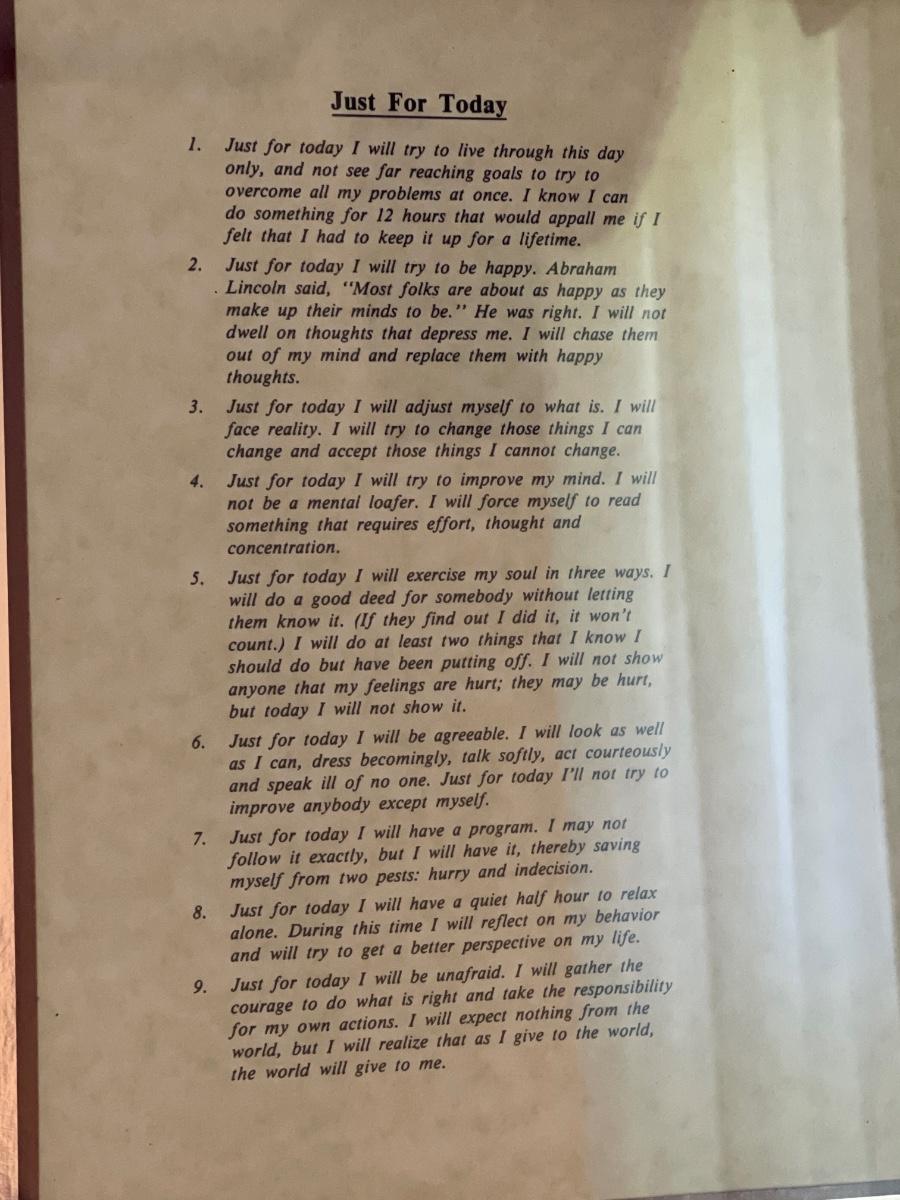 Just For Today
1. Just for today I will try to live through this day
only, and not see far reaching goals to try to
overcome all my problems at once. I know I can
do something for 12 hours that would appall me if I
felt that I had to keep it up for a lifetime.
2. Just for today I will try to be happy. Abraham
Lincoln said, "Most folks are about as happy as they
make up their minds to be." He was right. I will not
dwell on thoughts that depress me. I will chase them
out of my mind and replace them with happy
thoughts.
3. Just for today I will adjust myself to what is. I will
face reality. I will try to change those things I can
change and accept those things I cannot change.
4. Just for today I will try to improve my mind. I will
not be a mental loafer. I will force myself to read
something that requires effort, thought and
concentration.
5. Just for today I will exercise my soul in three ways. I
will do a good deed for somebody without letting
them know it. (If they find out I did it, it won't
count.) I will do at least two things that I know I
should do but have been putting off. I will not show
anyone that my feelings are hurt; they may be hurt,
but today I will not show it.
6. Just for today I will be agreeable. I will look as well
as I can, dress becomingly, talk softly, act courteously
and speak ill of no one. Just for today I'll not try to
improve anybody except myself.
7. Just for today I will have a program. I may not
follow it exactly, but I will have it, thereby saving
myself from two pests: hurry and indecision.
8. Just for today I will have a quiet half hour to relax
alone. During this time I will reflect on my behavior
and will try to get a better perspective on my life.
9. Just for today I will be unafraid. I will gather the
courage to do what is right and take the responsibility
for my own actions. I will expect nothing from the
world, but I will realize that as I give to the world,
the world will give to me.